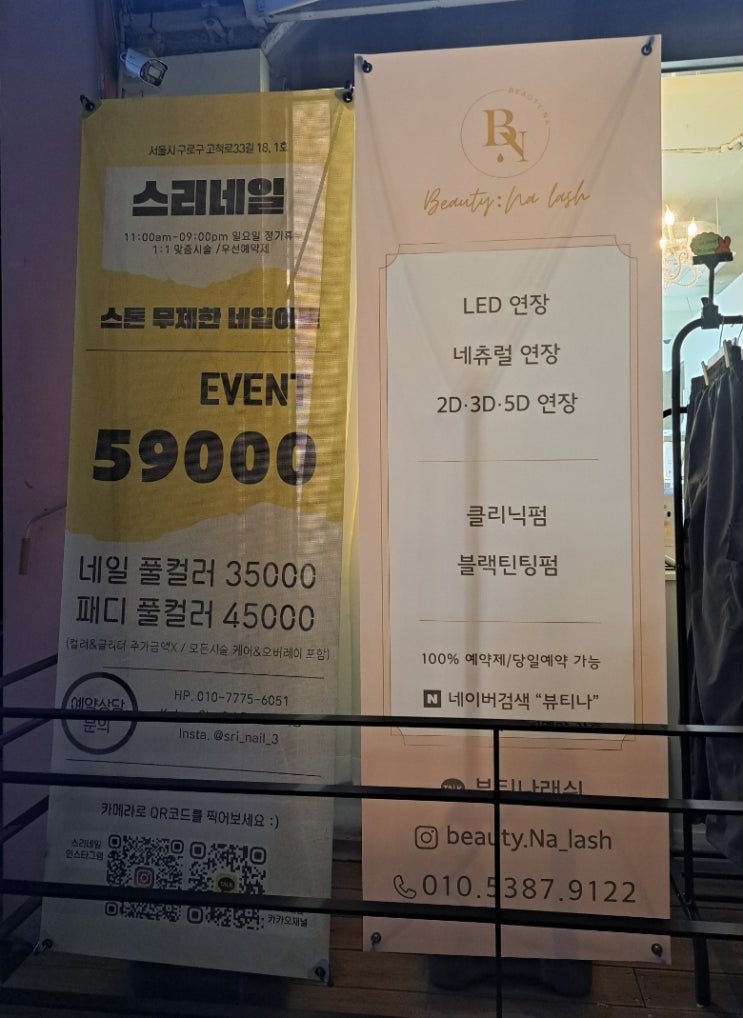 서울시 구로구 고척로33길 18, 1호
스리네일
11:00am-09:00pm 일요일 정기휴
1:1 맞춤시술 /우선예약제
스톤 무제한 네일아트
EVENT
59000
네일 풀컬러 35000
패디 풀컬러 45000
(컬러&글리터 추가금액X / 모든시술 케어&오버레이 포함)
예약상담
문의
HP. 010-7775-6051
Insta. @sri_nail_3
카메라로 QR코드를 찍어보세요 :)
스리네일
인스타그램
TALK
카카오채널
BEAUTY:NA
BN
Beauty:Na lash
LED 연장
네츄럴 연장
2D·3D·5D 연장
클리닉펌
블랙틴팅펌
100% 예약제/당일예약 가능
N 네이버검색 “뷰티나”
뷰티나래쉬
beauty.Na_lash
010.5387.9122